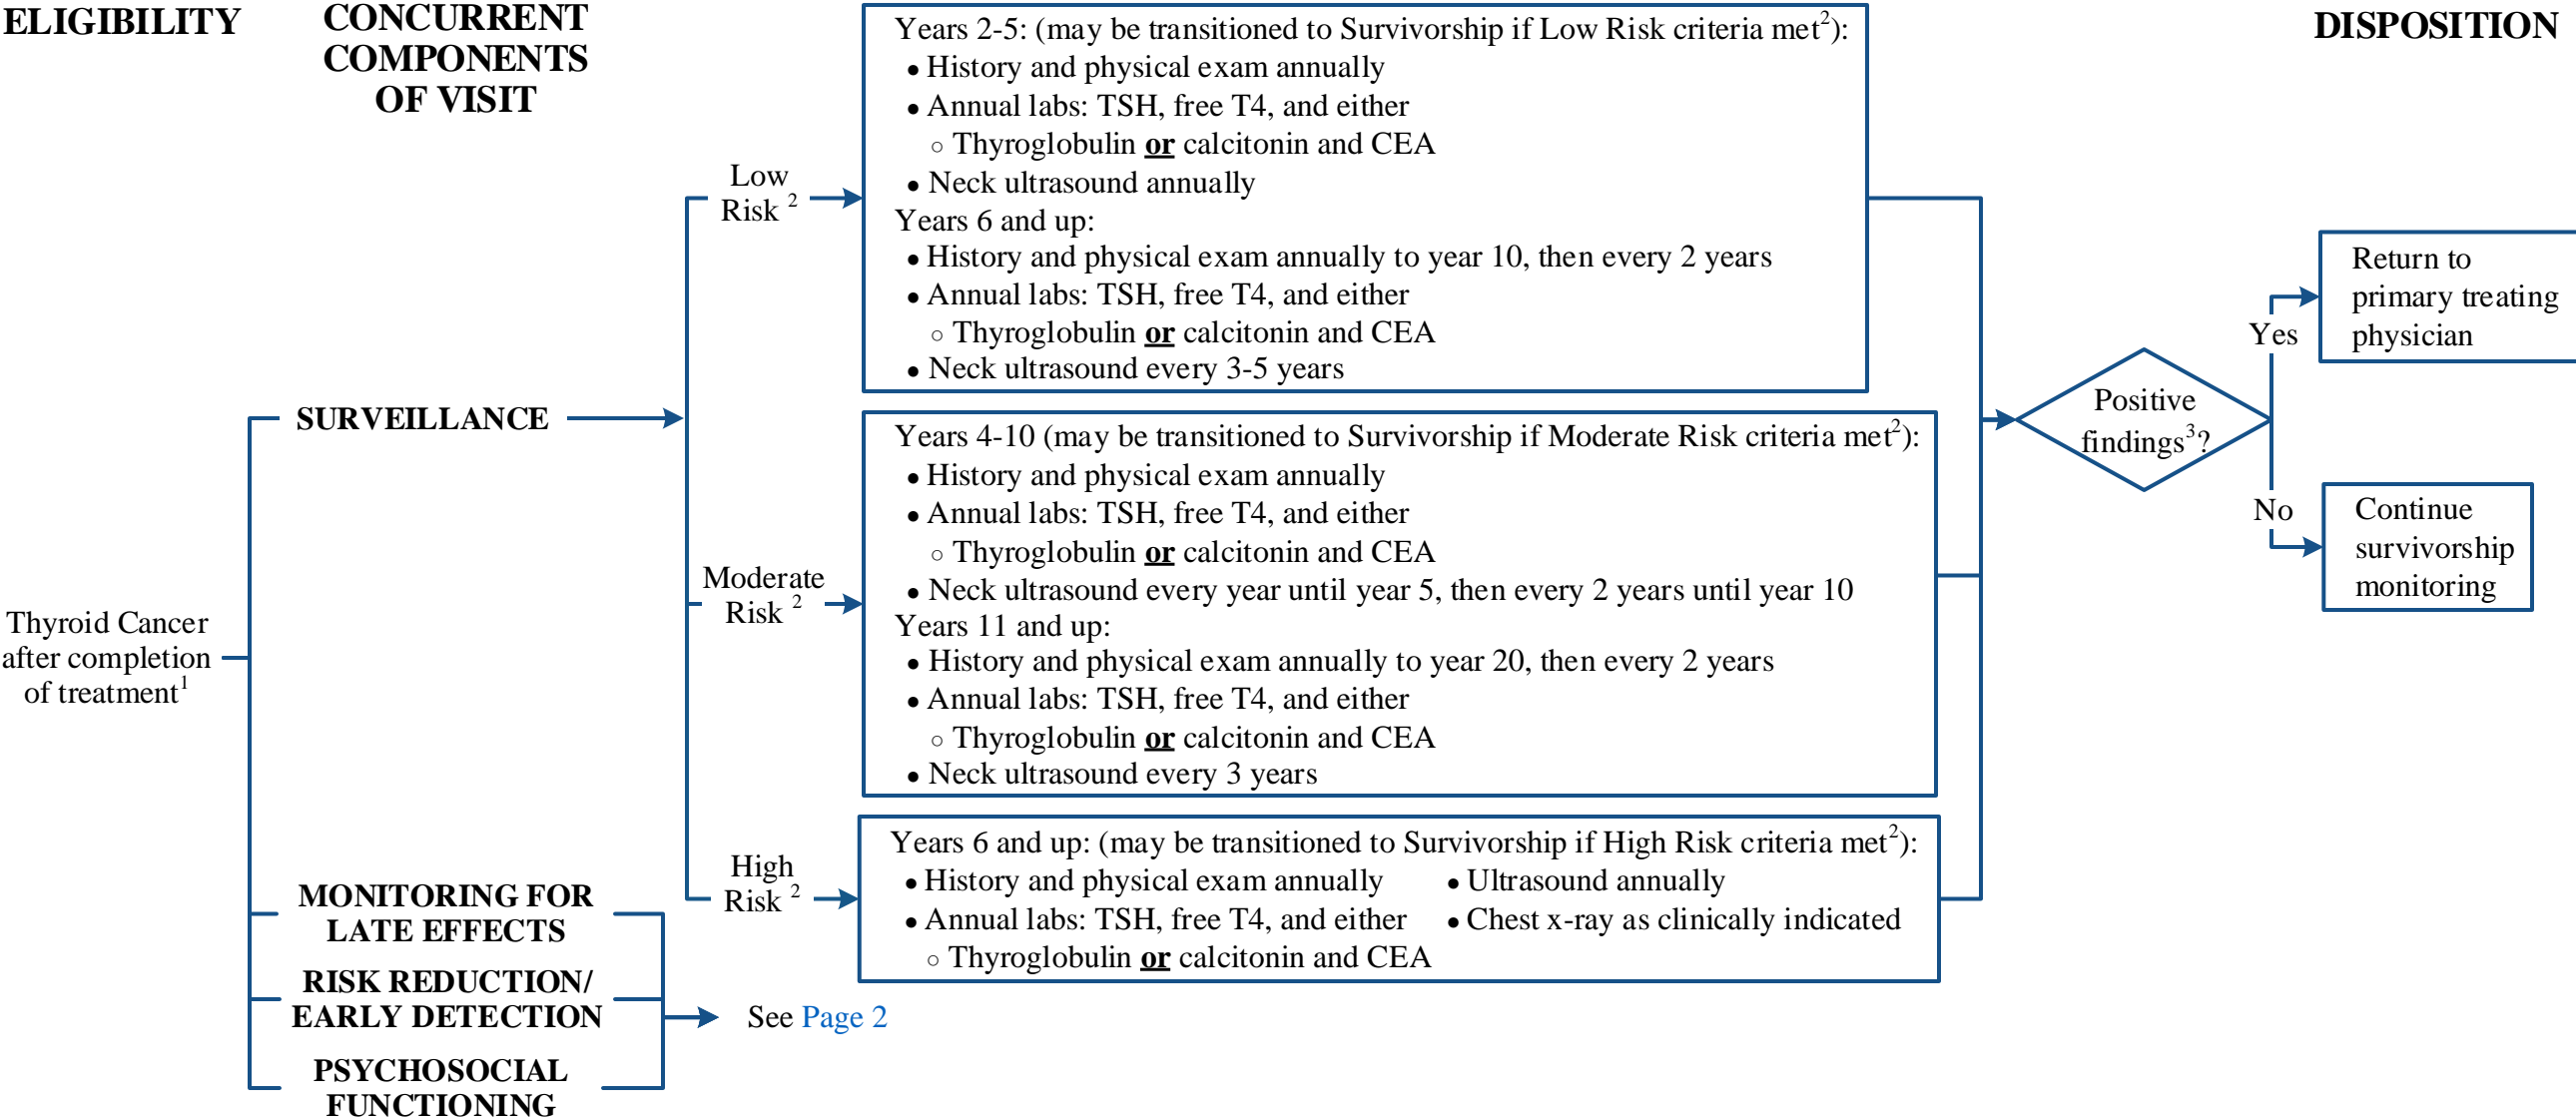 ELIGIBILITY
CONCURRENT
COMPONENTS
OF VISIT
DISPOSITION
Thyroid Cancer
after completion
of treatment1
SURVEILLANCE
Low
Risk 2
Years 2-5: (may be transitioned to Survivorship if Low Risk criteria met2):
• History and physical exam annually
• Annual labs: TSH, free T4, and either
○ Thyroglobulin or calcitonin and CEA
• Neck ultrasound annually
Years 6 and up:
• History and physical exam annually to year 10, then every 2 years
• Annual labs: TSH, free T4, and either
○ Thyroglobulin or calcitonin and CEA
• Neck ultrasound every 3-5 years
Moderate
Risk 2
Years 4-10 (may be transitioned to Survivorship if Moderate Risk criteria met2):
• History and physical exam annually
• Annual labs: TSH, free T4, and either
○ Thyroglobulin or calcitonin and CEA
• Neck ultrasound every year until year 5, then every 2 years until year 10
Years 11 and up:
• History and physical exam annually to year 20, then every 2 years
• Annual labs: TSH, free T4, and either
○ Thyroglobulin or calcitonin and CEA
• Neck ultrasound every 3 years
High
Risk 2
Years 6 and up: (may be transitioned to Survivorship if High Risk criteria met2):
• History and physical exam annually
• Annual labs: TSH, free T4, and either
○ Thyroglobulin or calcitonin and CEA
• Ultrasound annually
• Chest x-ray as clinically indicated
Positive
findings3?
Yes
Return to
primary treating
physician
No
Continue
survivorship
monitoring
MONITORING FOR
LATE EFFECTS
RISK REDUCTION/
EARLY DETECTION
PSYCHOSOCIAL
FUNCTIONING
See Page 2